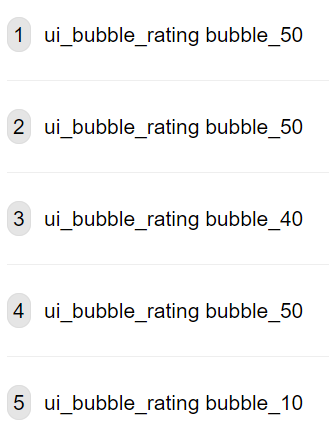 1 ui_bubble_rating bubble_50
2 ui_bubble_rating bubble_50
3 ui_bubble_rating bubble_40
4 ui_bubble_rating bubble_50
5 ui_bubble_rating bubble_10